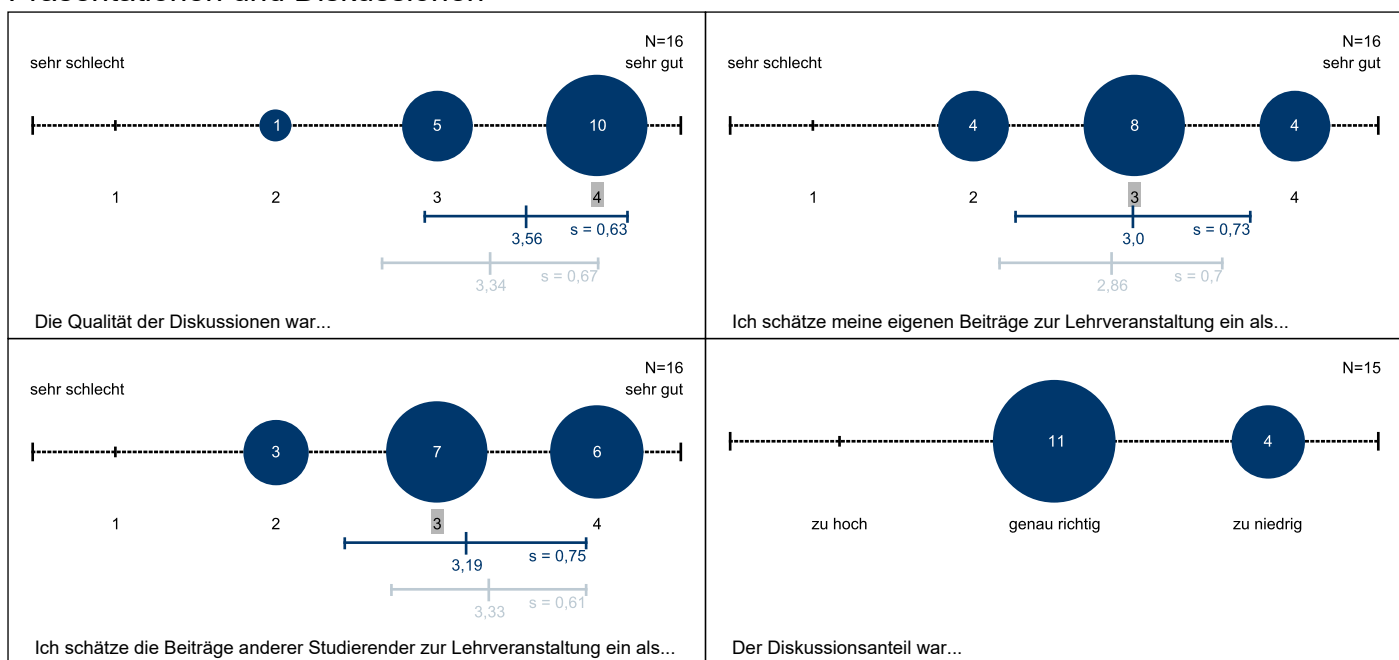 Präsentationen und Diskussionen
N=16
sehr schlecht sehr gut
1 5 10
1 2 3 4
3,56 s = 0,63
3,34 s = 0,67
Die Qualität der Diskussionen war...
N=16
sehr schlecht sehr gut
4 8 4
1 2 3 4
3,0 s = 0,73
2,86 s = 0,7
Ich schätze meine eigenen Beiträge zur Lehrveranstaltung ein als...
N=16
sehr schlecht sehr gut
3 7 6
1 2 3 4
3,19 s = 0,75
3,33 s = 0,61
Ich schätze die Beiträge anderer Studierender zur Lehrveranstaltung ein als...
N=15
11 4
zu hoch genau richtig zu niedrig
Der Diskussionsanteil war...